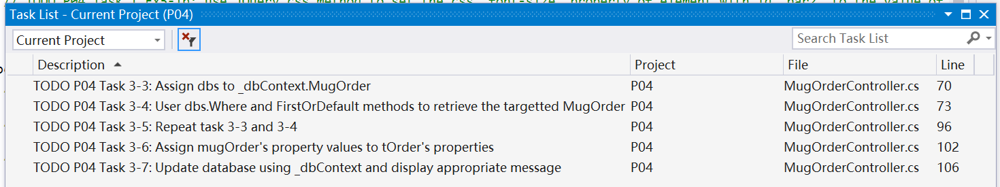 Task List - Current Project (P04)
Current Project
Search Task List
Description Project File Line
TODO P04 Task 3-3: Assign dbs to _dbContext.MugOrder P04 MugOrderController.cs 70
TODO P04 Task 3-4: User dbs.Where and FirstOrDefault methods to retrieve the targetted MugOrder P04 MugOrderController.cs 73
TODO P04 Task 3-5: Repeat task 3-3 and 3-4 P04 MugOrderController.cs 96
TODO P04 Task 3-6: Assign mugOrder's property values to tOrder's properties P04 MugOrderController.cs 102
TODO P04 Task 3-7: Update database using _dbContext and display appropriate message P04 MugOrderController.cs 106